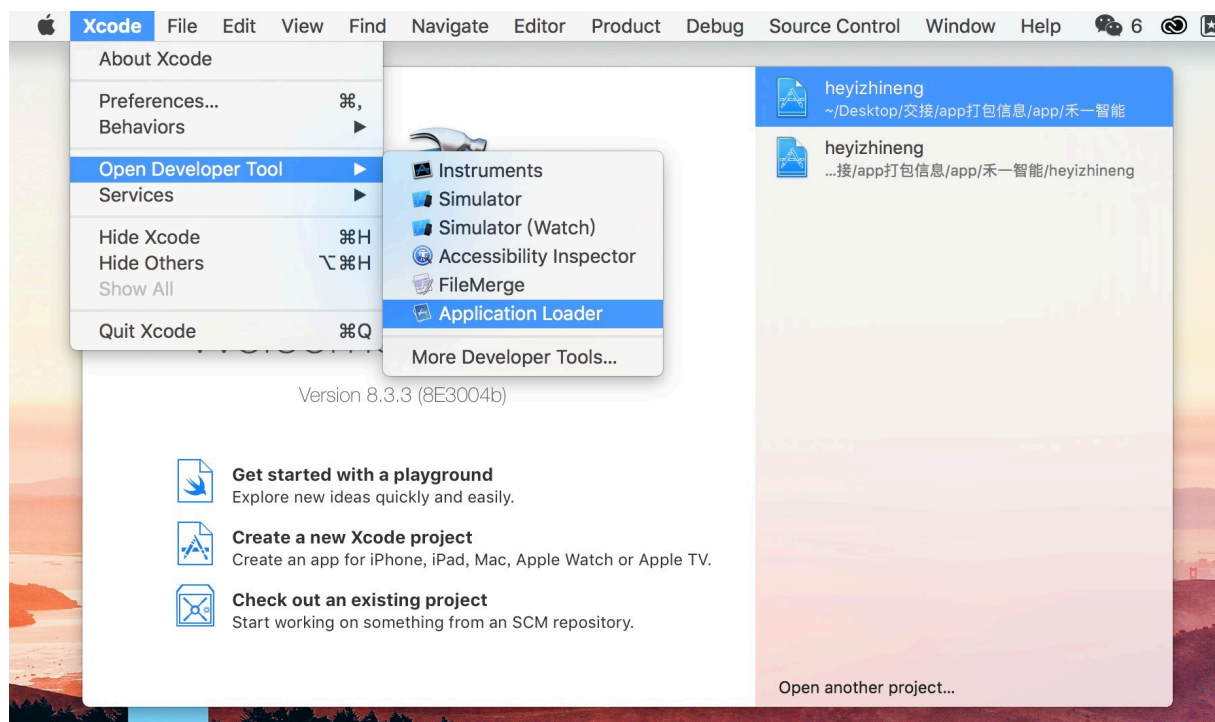 Xcode File Edit View Find Navigate Editor Product Debug Source Control Window Help 6
About Xcode
Preferences... ⌘,
Behaviors ▶
Open Developer Tool ▶
Services ▶
Hide Xcode ⌘H
Hide Others ⌥⌘H
Show All
Quit Xcode ⌘Q
Instruments
Simulator
Simulator (Watch)
Accessibility Inspector
FileMerge
Application Loader
More Developer Tools...
Version 8.3.3 (8E3004b)
Get started with a playground
Explore new ideas quickly and easily.
Create a new Xcode project
Create an app for iPhone, iPad, Mac, Apple Watch or Apple TV.
Check out an existing project
Start working on something from an SCM repository.
heyizhineng
~/Desktop/交接/app打包信息/app/禾一智能
heyizhineng
...接/app打包信息/app/禾一智能/heyizhineng
Open another project...